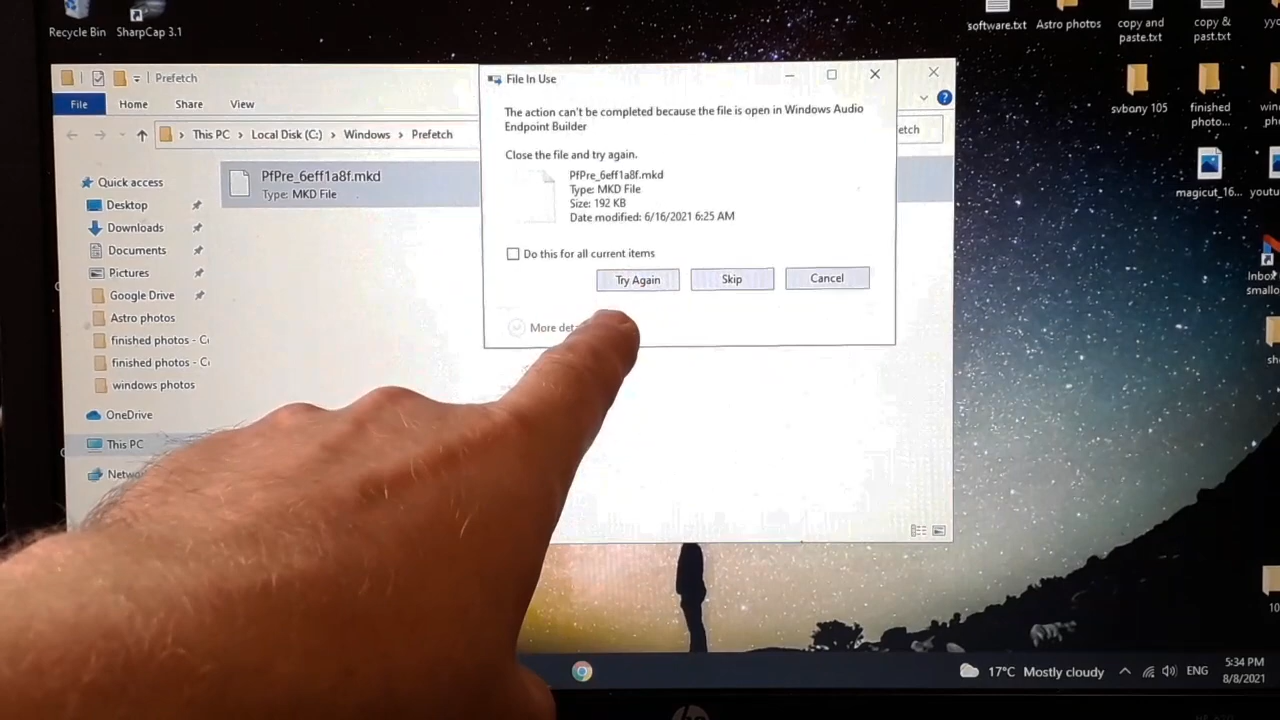 Recycle Bin
SharpCap 3.1
software.txt
Astro photos
copy and
paste.txt
copy &
past.txt
Prefetch
File
Home
Share
View
This PC > Local Disk (C:) > Windows > Prefetch
Quick access
Desktop
Downloads
Documents
Pictures
Google Drive
Astro photos
finished photos -
finished photos -
windows photos
OneDrive
This PC
PfPre_6eff1a8f.mkd
Type: MKD File
File In Use
The action can't be completed because the file is open in Windows Audio
Endpoint Builder
Close the file and try again.
PfPre_6eff1a8f.mkd
Type: MKD File
Size: 192 KB
Date modified: 6/16/2021 6:25 AM
Do this for all current items
Try Again
Skip
Cancel
More
svbany 105
finished
photo...
magicut_16...
Inbox
17°C Mostly cloudy
ENG
5:34 PM
8/8/2021